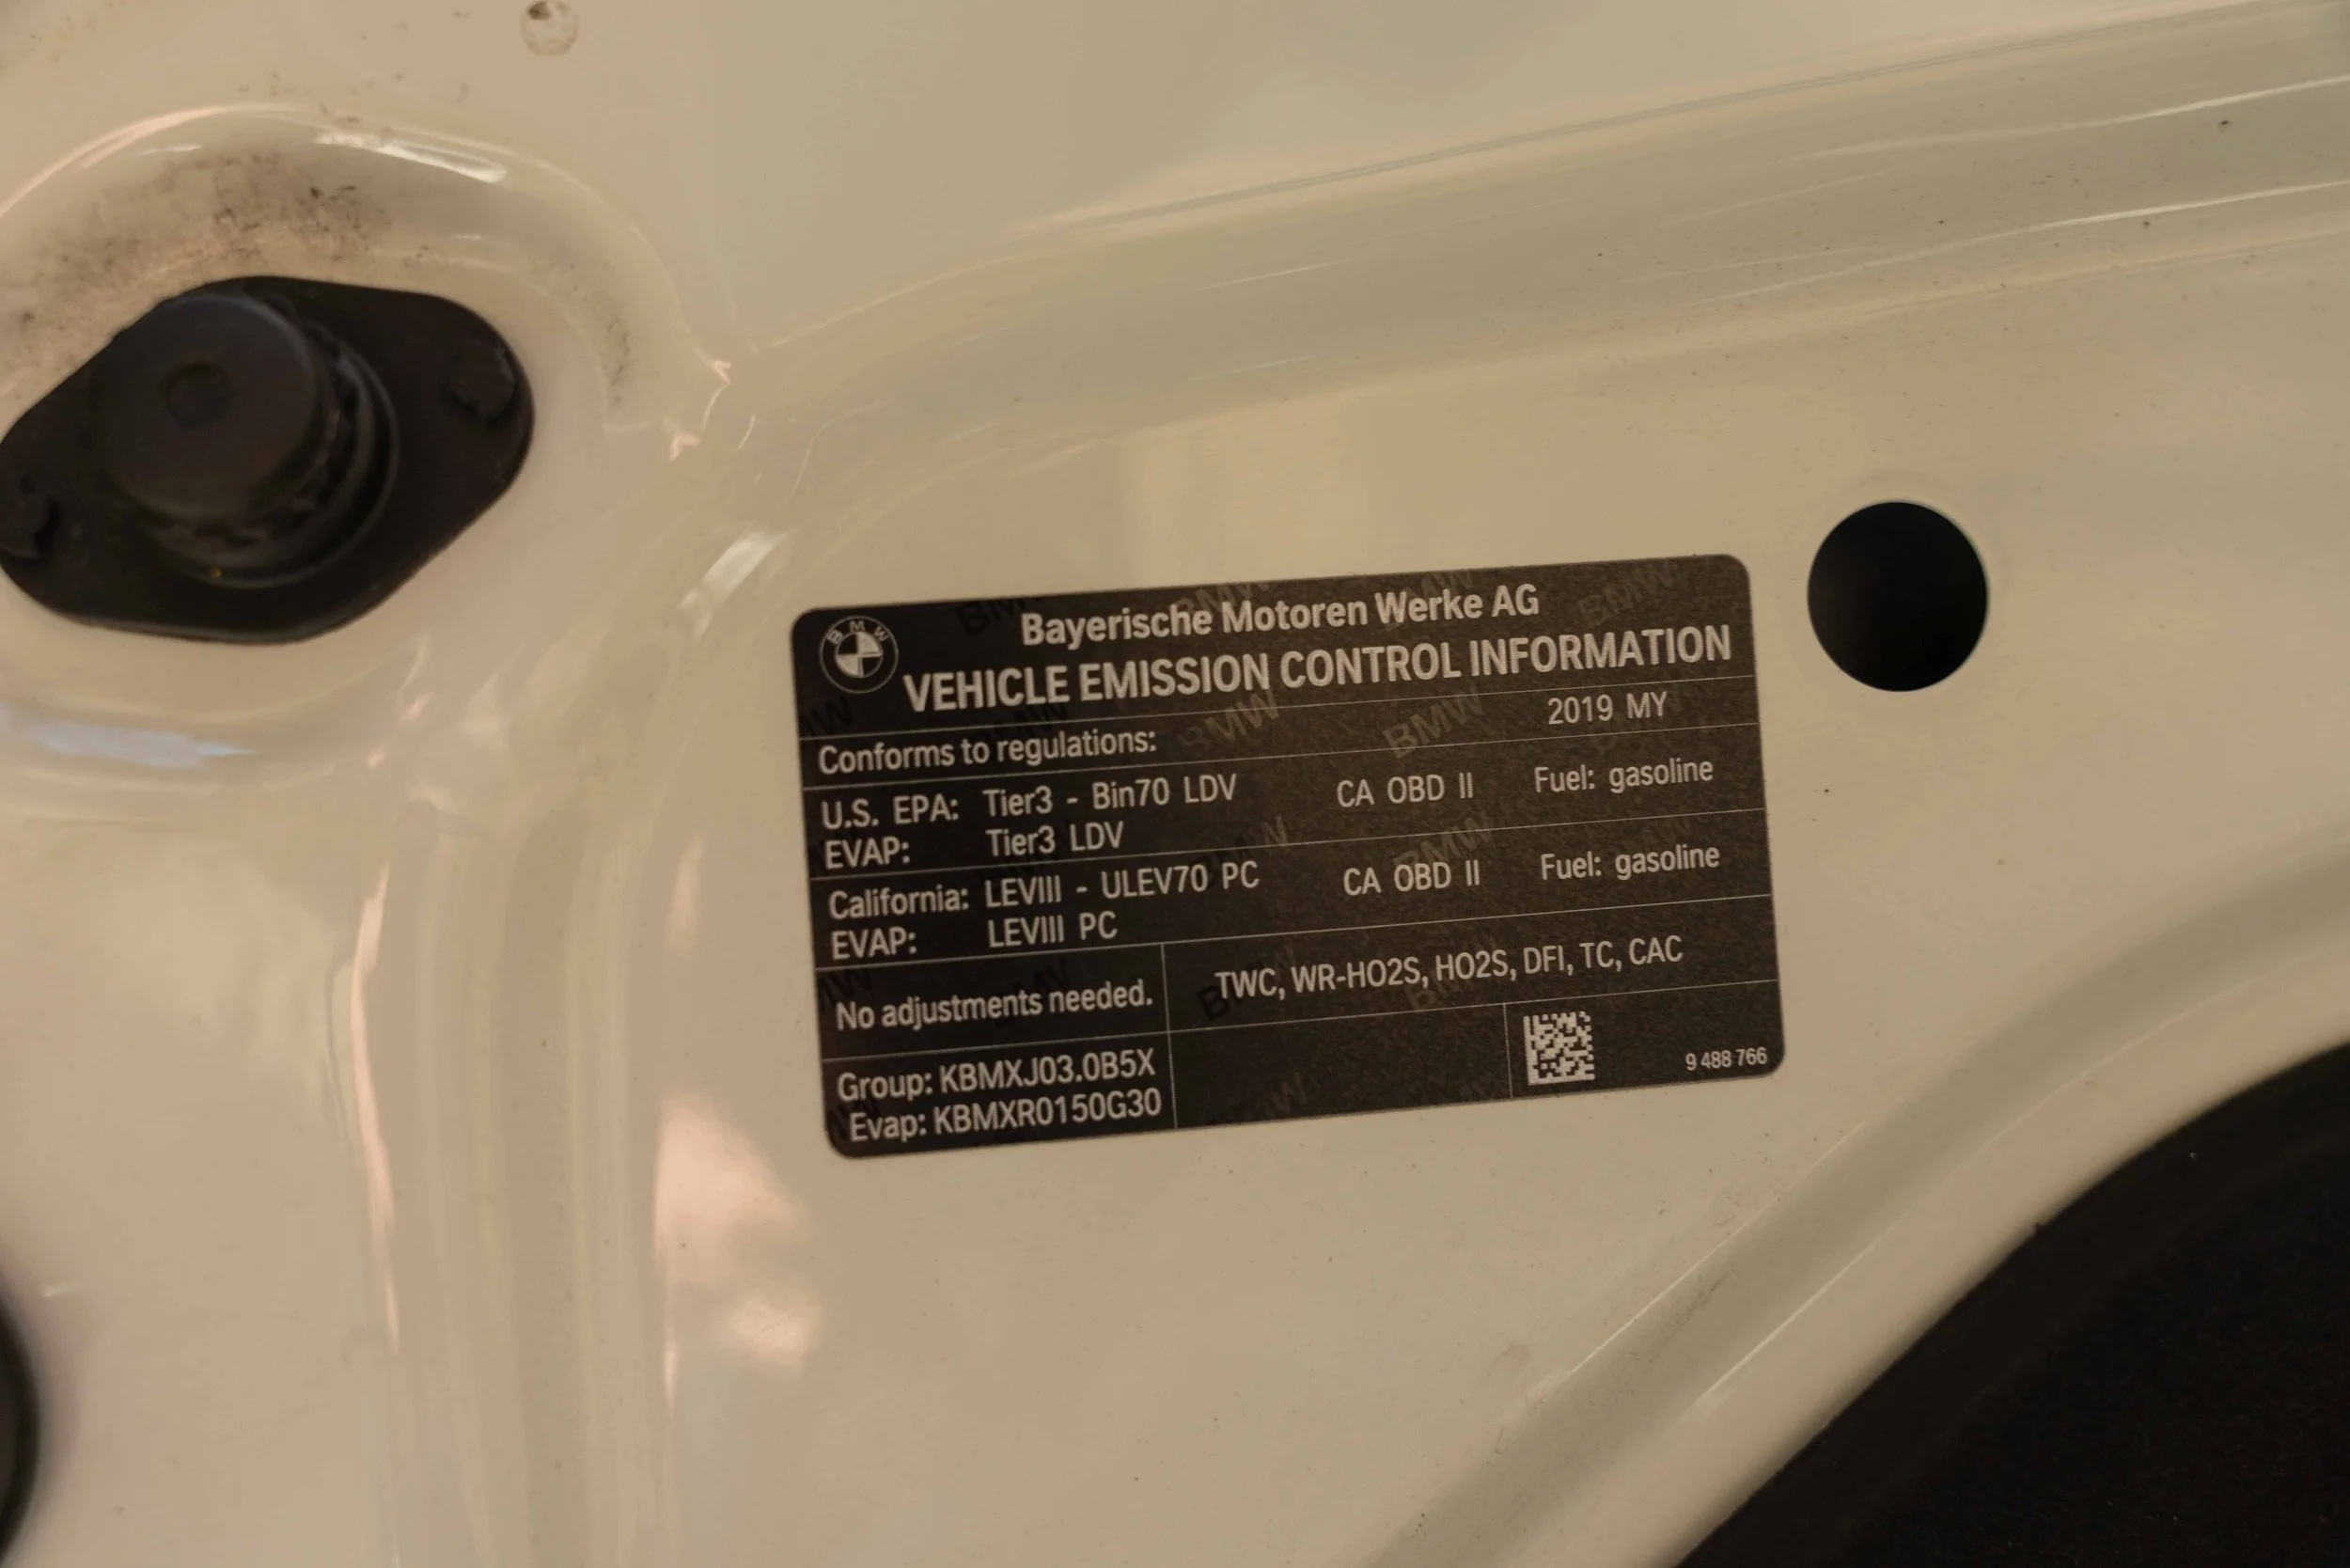 BMW
Bayerische Motoren Werke AG
VEHICLE EMISSION CONTROL INFORMATION
Conforms to regulations: 2019 MY
U.S. EPA: Tier3 - Bin70 LDV CA OBD II Fuel: gasoline
EVAP: Tier3 LDV
California: LEVIII - ULEV70 PC CA OBD II Fuel: gasoline
EVAP: LEVIII PC
No adjustments needed. TWC, WR-HO2S, HO2S, DFI, TC, CAC
Group: KBMXJ03.0B5X
Evap: KBMXR0150G30
9 488 766